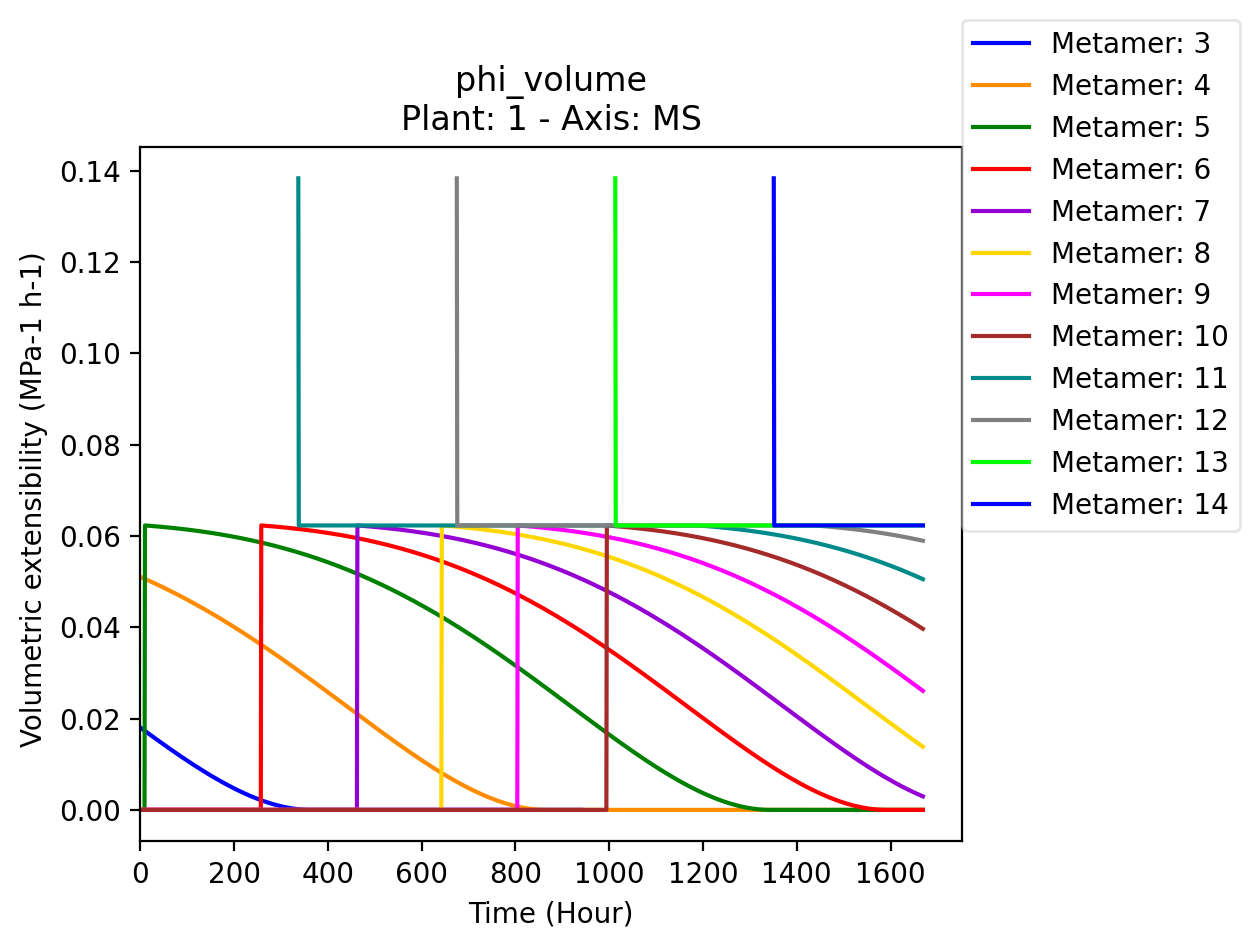 phi_volume
Plant: 1 - Axis: MS
Metamer: 3
Metamer: 4
Metamer: 5
Metamer: 6
Metamer: 7
Metamer: 8
Metamer: 9
Metamer: 10
Metamer: 11
Metamer: 12
Metamer: 13
Metamer: 14
Volumetric extensibility (MPa-1 h-1)
0.14
0.12
0.10
0.08
0.06
0.04
0.02
0.00
0 200 400 600 800 1000 1200 1400 1600
Time (Hour)